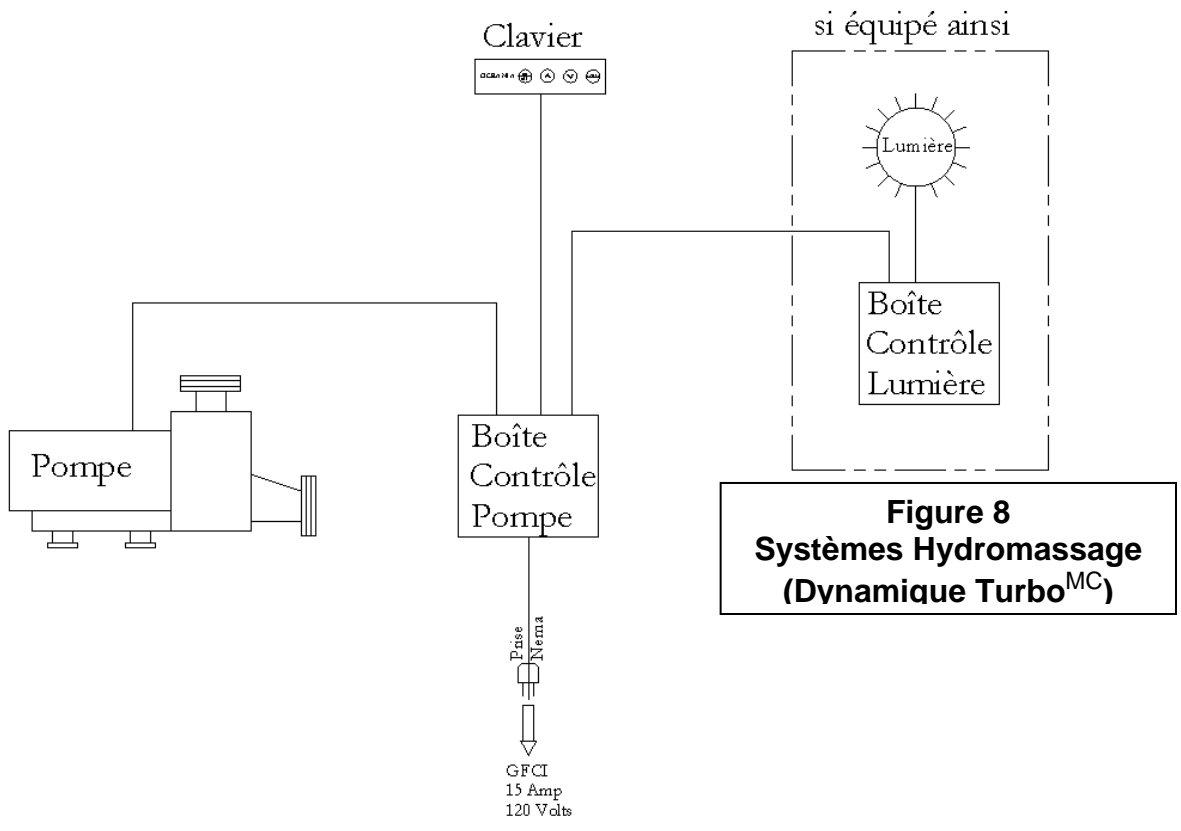 Clavier
si équipé ainsi
Lumière
Boîte
Contrôle
Lumière
Pompe
Boîte
Contrôle
Pompe
Figure 8
Systèmes Hydromassage
(Dynamique Turbo^MC)
Prise
Nema
GFCI
15 Amp
120 Volts